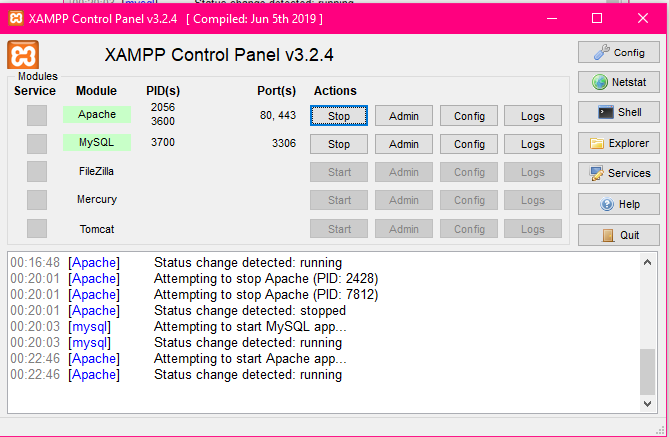 XAMPP Control Panel v3.2.4 [ Compiled: Jun 5th 2019 ]
XAMPP Control Panel v3.2.4
Config
Modules
Service Module PID(s) Port(s) Actions
Netstat
Apache 2056 3600 80, 443 Stop Admin Config Logs
Shell
MySQL 3700 3306 Stop Admin Config Logs
Explorer
FileZilla Start Admin Config Logs
Services
Mercury Start Admin Config Logs
Help
Tomcat Start Admin Config Logs
Quit
00:16:48 [Apache] Status change detected: running
00:20:01 [Apache] Attempting to stop Apache (PID: 2428)
00:20:01 [Apache] Attempting to stop Apache (PID: 7812)
00:20:01 [Apache] Status change detected: stopped
00:20:03 [mysql] Attempting to start MySQL app...
00:20:03 [mysql] Status change detected: running
00:22:46 [Apache] Attempting to start Apache app...
00:22:46 [Apache] Status change detected: running